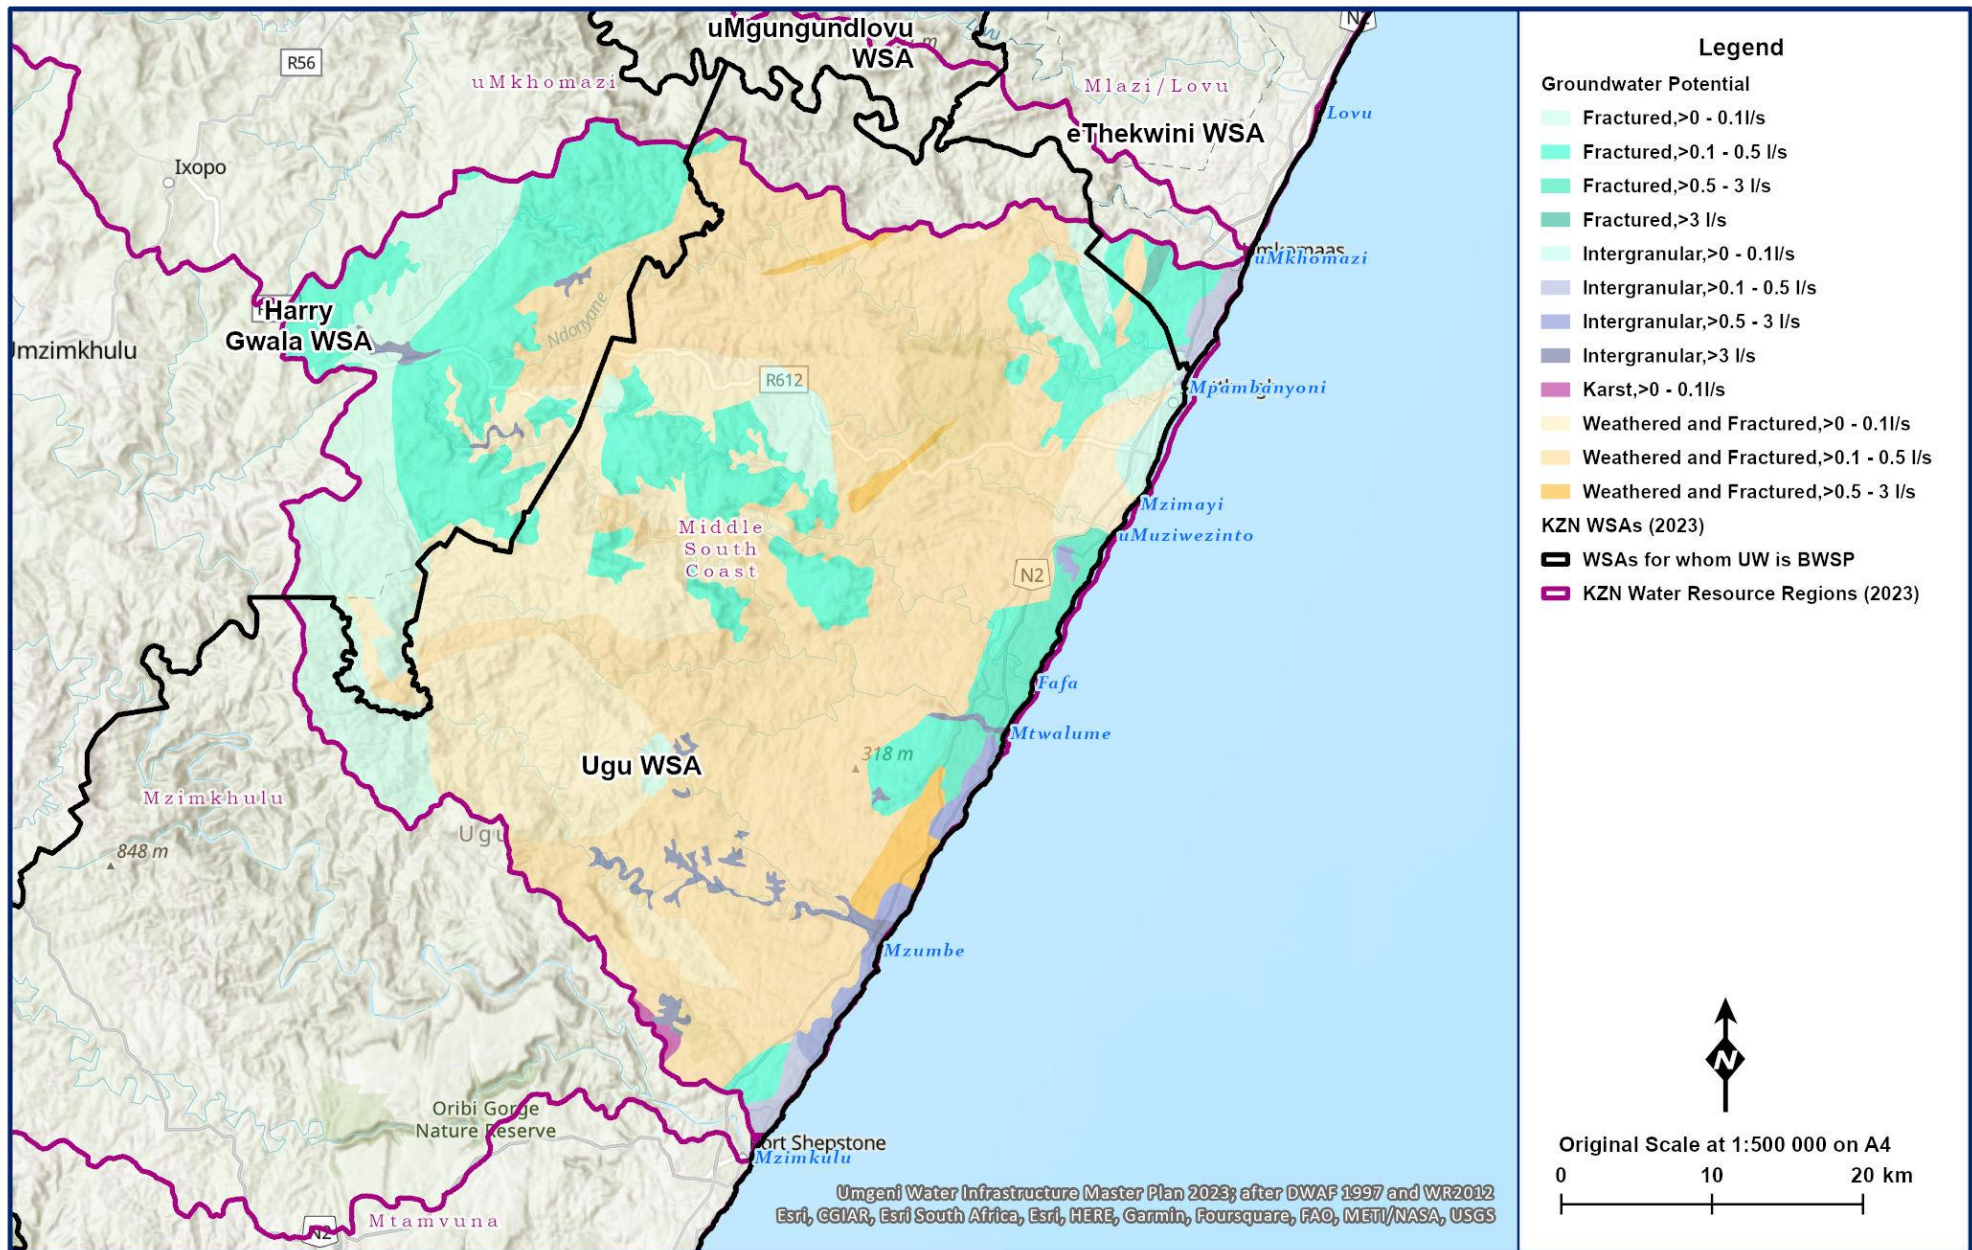 uMgungundlovu
WSA
R56
uMkhomazi
Mlazi/Lovu
Lovu
eThekwini WSA
Ixopo
uMkhomazi
Harry
Gwala WSA
Ndonyane
R612
Mpambanyoni
Mzimayi
uMuziwezinto
Middle
South
Coast
N2
Fafa
Mtwalume
318 m
Ugu WSA
Mzimkhulu
Ugu
848 m
Mzumbe
Oribi Gorge
Nature Reserve
Port Shepstone
Mzimkulu
Mtamvuna
N2
Umgeni Water Infrastructure Master Plan 2023; after DWAF 1997 and WR2012
Esri, CGIAR, Esri South Africa, Esri, HERE, Garmin, Foursquare, FAO, METI/NASA, USGS
Legend
Groundwater Potential
Fractured,>0 - 0.1l/s
Fractured,>0.1 - 0.5 l/s
Fractured,>0.5 - 3 l/s
Fractured,>3 l/s
Intergranular,>0 - 0.1l/s
Intergranular,>0.1 - 0.5 l/s
Intergranular,>0.5 - 3 l/s
Intergranular,>3 l/s
Karst,>0 - 0.1l/s
Weathered and Fractured,>0 - 0.1l/s
Weathered and Fractured,>0.1 - 0.5 l/s
Weathered and Fractured,>0.5 - 3 l/s
KZN WSAs (2023)
WSAs for whom UW is BWSP
KZN Water Resource Regions (2023)
N
Original Scale at 1:500 000 on A4
0 10 20 km